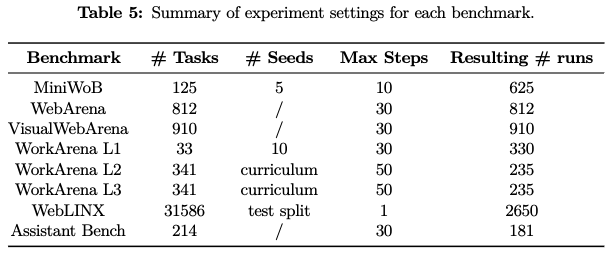 Table 5: Summary of experiment settings for each benchmark.
Benchmark # Tasks # Seeds Max Steps Resulting # runs
MiniWoB 125 5 10 625
WebArena 812 / 30 812
VisualWebArena 910 / 30 910
WorkArena L1 33 10 30 330
WorkArena L2 341 curriculum 50 235
WorkArena L3 341 curriculum 50 235
WebLINX 31586 test split 1 2650
Assistant Bench 214 / 30 181